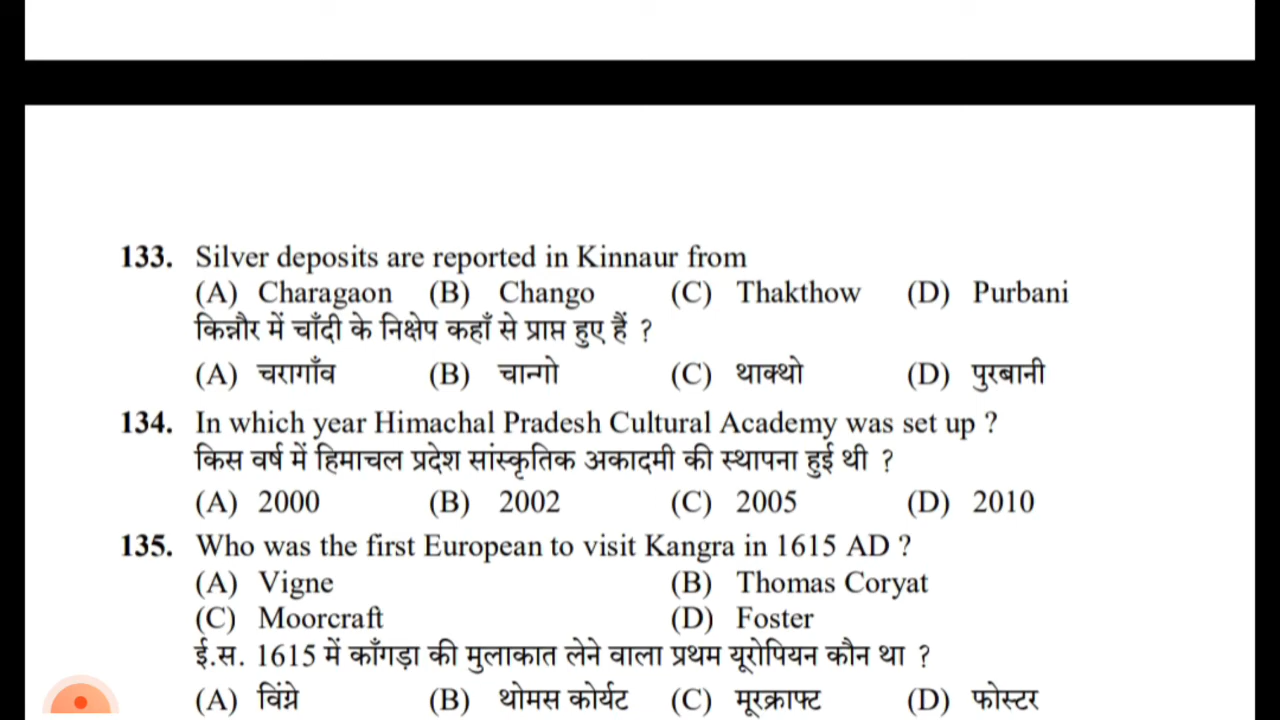 133. Silver deposits are reported in Kinnaur from
(A) Charagaon (B) Chango (C) Thakthow (D) Purbani
किन्नौर में चाँदी के निक्षेप कहाँ से प्राप्त हुए हैं ?
(A) चरागाँव (B) चान्गो (C) थाक्थो (D) पुरबानी
134. In which year Himachal Pradesh Cultural Academy was set up ?
किस वर्ष में हिमाचल प्रदेश सांस्कृतिक अकादमी की स्थापना हुई थी ?
(A) 2000 (B) 2002 (C) 2005 (D) 2010
135. Who was the first European to visit Kangra in 1615 AD ?
(A) Vigne (B) Thomas Coryat
(C) Moorcraft (D) Foster
ई.स. 1615 में काँगड़ा की मुलाकात लेने वाला प्रथम यूरोपियन कौन था ?
(A) विंग्ने (B) थोमस कोर्यट (C) मूरक्राफ्ट (D) फोस्टर